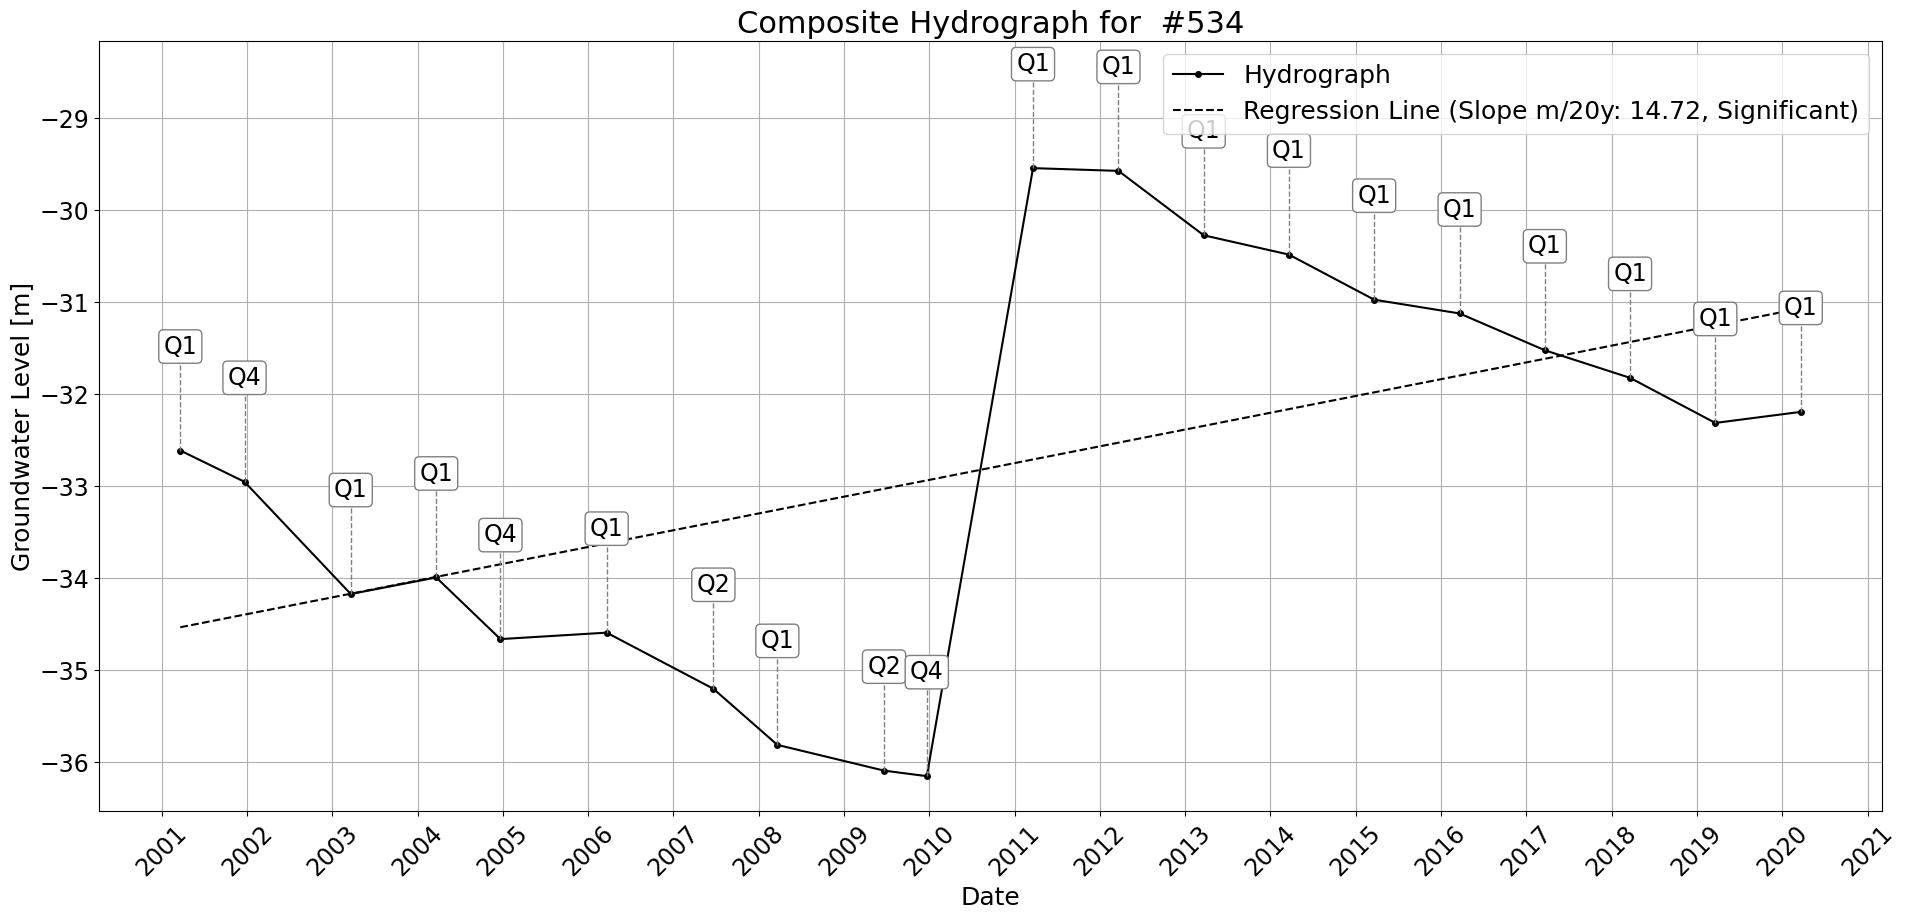 Composite Hydrograph for  #534
Hydrograph
Regression Line (Slope m/20y: 14.72, Significant)
Q1
Q4
Q1
Q1
Q4
Q1
Q2
Q1
Q2
Q4
Q1
Q1
Q1
Q1
Q1
Q1
Q1
Q1
Q1
Q1
Groundwater Level [m]
−29
−30
−31
−32
−33
−34
−35
−36
2001
2002
2003
2004
2005
2006
2007
2008
2009
2010
2011
2012
2013
2014
2015
2016
2017
2018
2019
2020
2021
Date